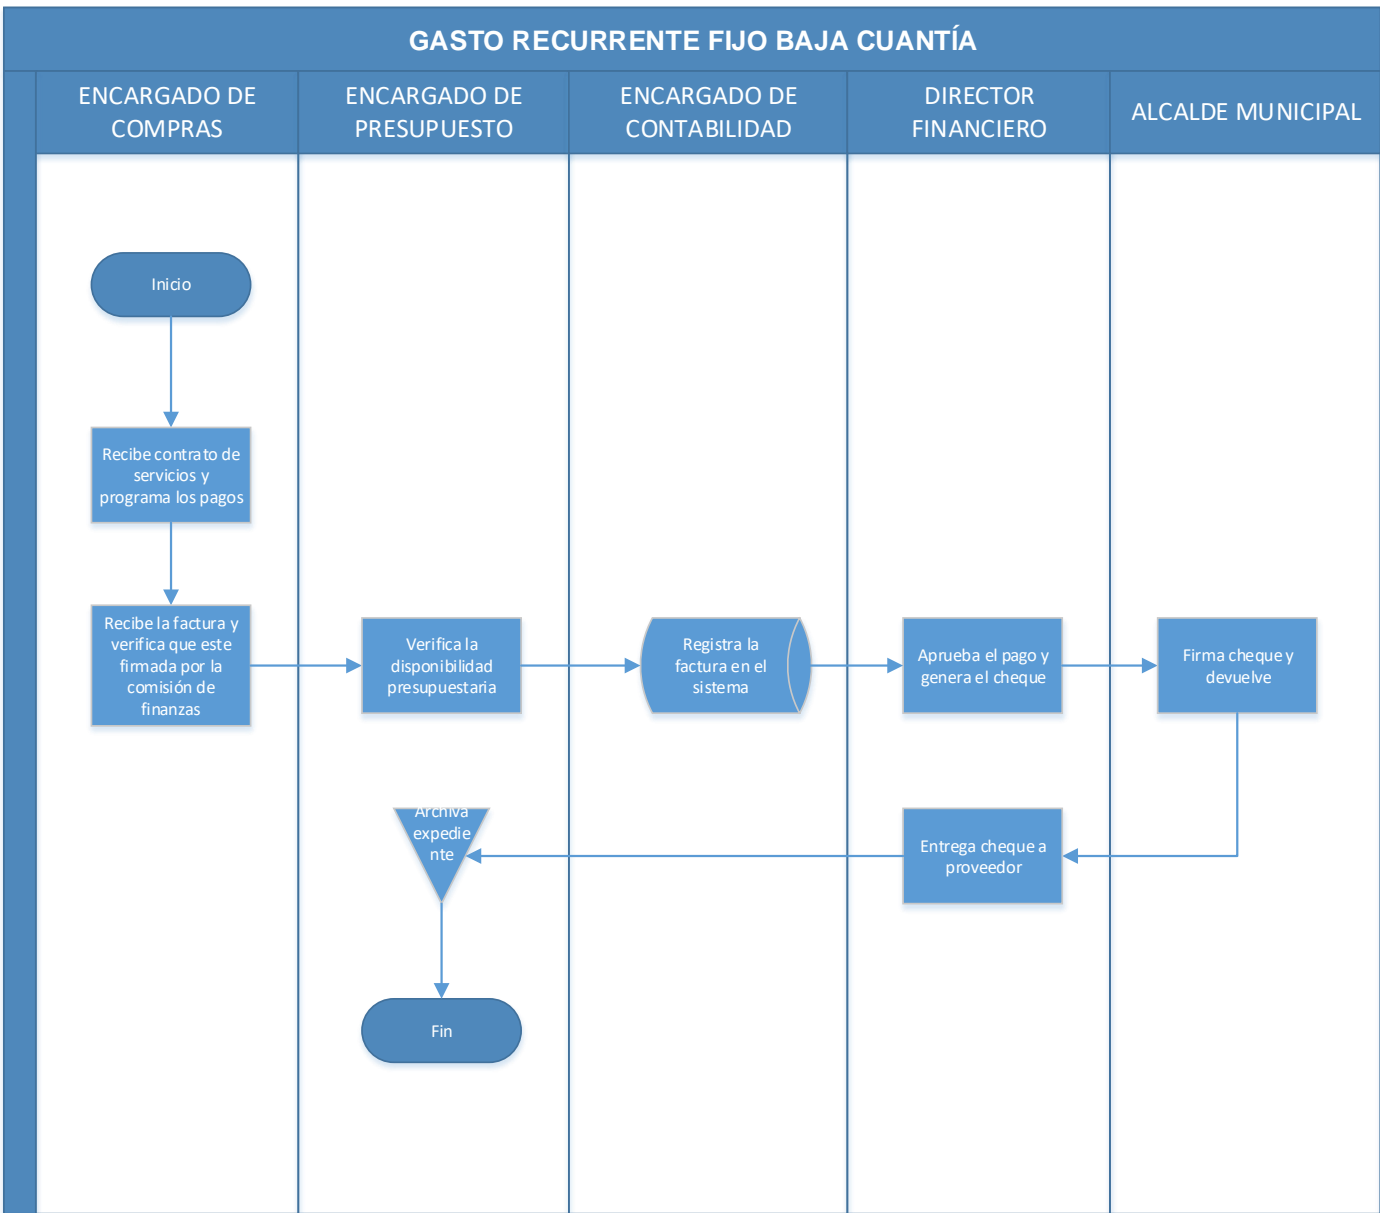 GASTO RECURRENTE FIJO BAJA CUANTÍA
ENCARGADO DE
COMPRAS
ENCARGADO DE
PRESUPUESTO
ENCARGADO DE
CONTABILIDAD
DIRECTOR
FINANCIERO
ALCALDE MUNICIPAL
Inicio
Recibe contrato de
servicios y
programa los pagos
Recibe la factura y
verifica que este
firmada por la
comisión de
finanzas
Verifica la
disponibilidad
presupuestaria
Registra la
factura en el
sistema
Aprueba el pago y
genera el cheque
Firma cheque y
devuelve
Entrega cheque a
proveedor
Archiva
expedie
nte
Fin